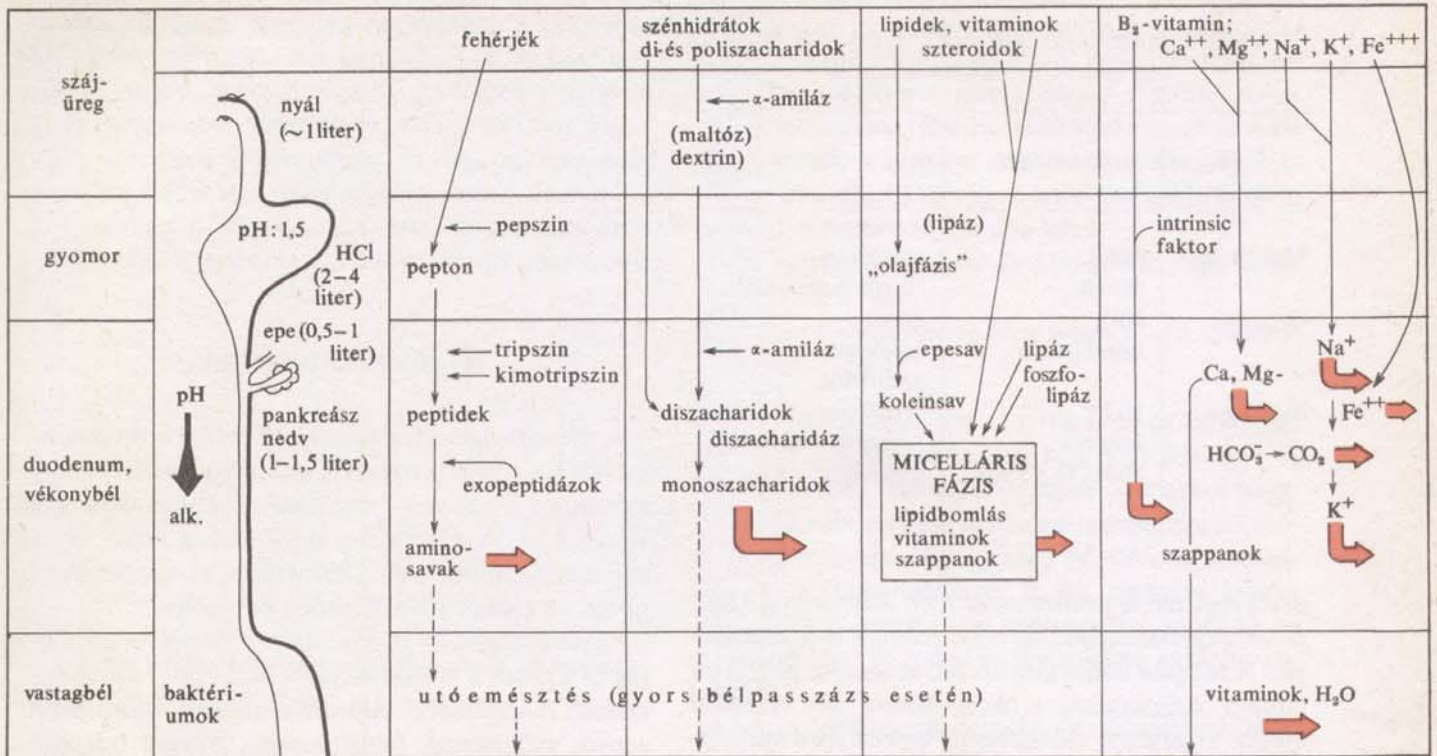 fehérjék
szénhidrátok
di-és poliszacharidok
lipidek, vitaminok
szteroidok
B₂-vitamin;
Ca⁺⁺, Mg⁺⁺, Na⁺, K⁺, Fe⁺⁺⁺
száj-
üreg
nyál
(~1liter)
α-amiláz
(maltóz)
dextrin)
gyomor
pH:1,5
HCl
(2–4
liter)
pepszin
pepton
(lipáz)
„olajfázis”
intrinsic
faktor
duodenum,
vékonybél
epe (0,5–1
liter)
pH
pankreász
nedv
(1–1,5 liter)
alk.
tripszin
kimotripszin
peptidek
exopeptidázok
amino-
savak
α-amiláz
diszacharidok
diszacharidáz
monoszacharidok
epesav
koleinsav
lipáz
foszfo-
lipáz
MICELLÁRIS
FÁZIS
lipidbomlás
vitaminok
szappanok
Ca, Mg-
szappanok
Na⁺
Fe⁺⁺
HCO₃⁻→CO₂
K⁺
vastagbél
baktéri-
umok
utóemésztés (gyors bélpasszázs esetén)
vitaminok, H₂O